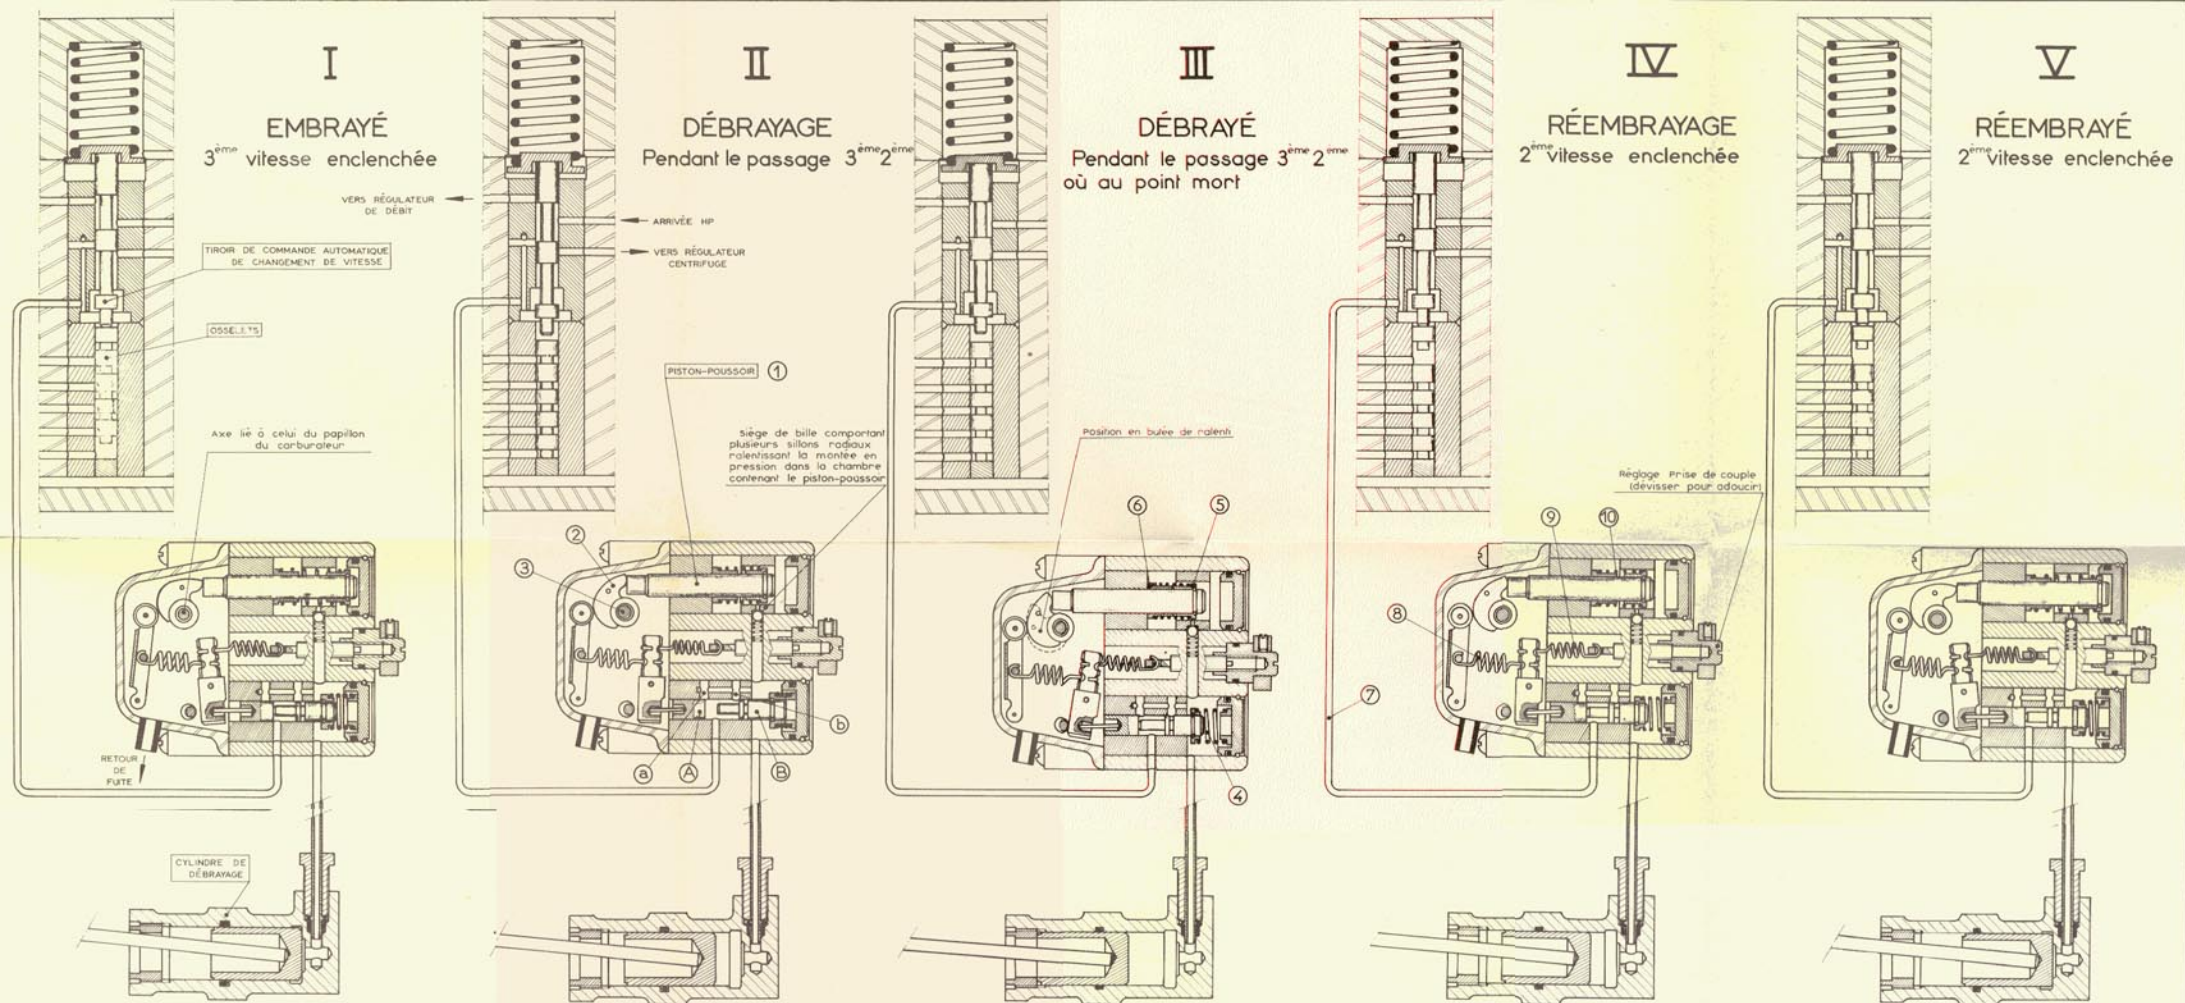 I
EMBRAYÉ
3ème vitesse enclenchée
VERS RÉGULATEUR
DE DÉBIT
TIROIR DE COMMANDE AUTOMATIQUE
DE CHANGEMENT DE VITESSE
OSSELETS
Axe lié à celui du papillon
du carburateur
RETOUR
DE
FUITE
CYLINDRE DE
DÉBRAYAGE
II
DÉBRAYAGE
Pendant le passage 3ème 2ème
ARRIVÉE HP
VERS RÉGULATEUR
CENTRIFUGE
PISTON-POUSSOIR 1
Siège de bille comportant
plusieurs sillons radiaux
ralentissant la montée en
pression dans la chambre
contenant le piston-poussoir
2
3
a A B b
III
DÉBRAYÉ
Pendant le passage 3ème 2ème
où au point mort
Position en butée de ralenti
6 5
4
IV
RÉEMBRAYAGE
2ème vitesse enclenchée
Réglage Prise de couple
(dévisser pour adoucir)
9 10
8
7
V
RÉEMBRAYÉ
2ème vitesse enclenchée